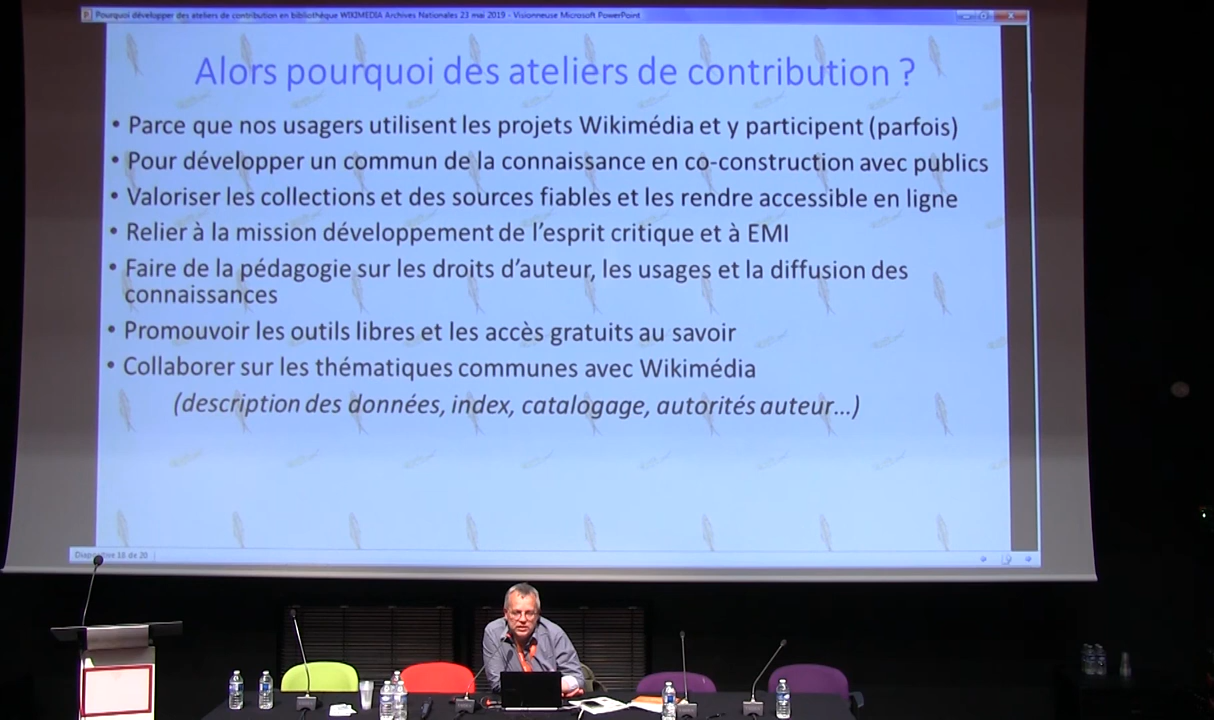 Pourquoi développer des ateliers de contribution en bibliothèque WIKIMEDIA Archives Nationales 23 mai 2019 - Visionneuse Microsoft PowerPoint
Alors pourquoi des ateliers de contribution ?
• Parce que nos usagers utilisent les projets Wikimédia et y participent (parfois)
• Pour développer un commun de la connaissance en co-construction avec publics
• Valoriser les collections et des sources fiables et les rendre accessible en ligne
• Relier à la mission développement de l'esprit critique et à EMI
• Faire de la pédagogie sur les droits d'auteur, les usages et la diffusion des
connaissances
• Promouvoir les outils libres et les accès gratuits au savoir
• Collaborer sur les thématiques communes avec Wikimédia
(description des données, index, catalogage, autorités auteur...)
Diapositive 18 de 20